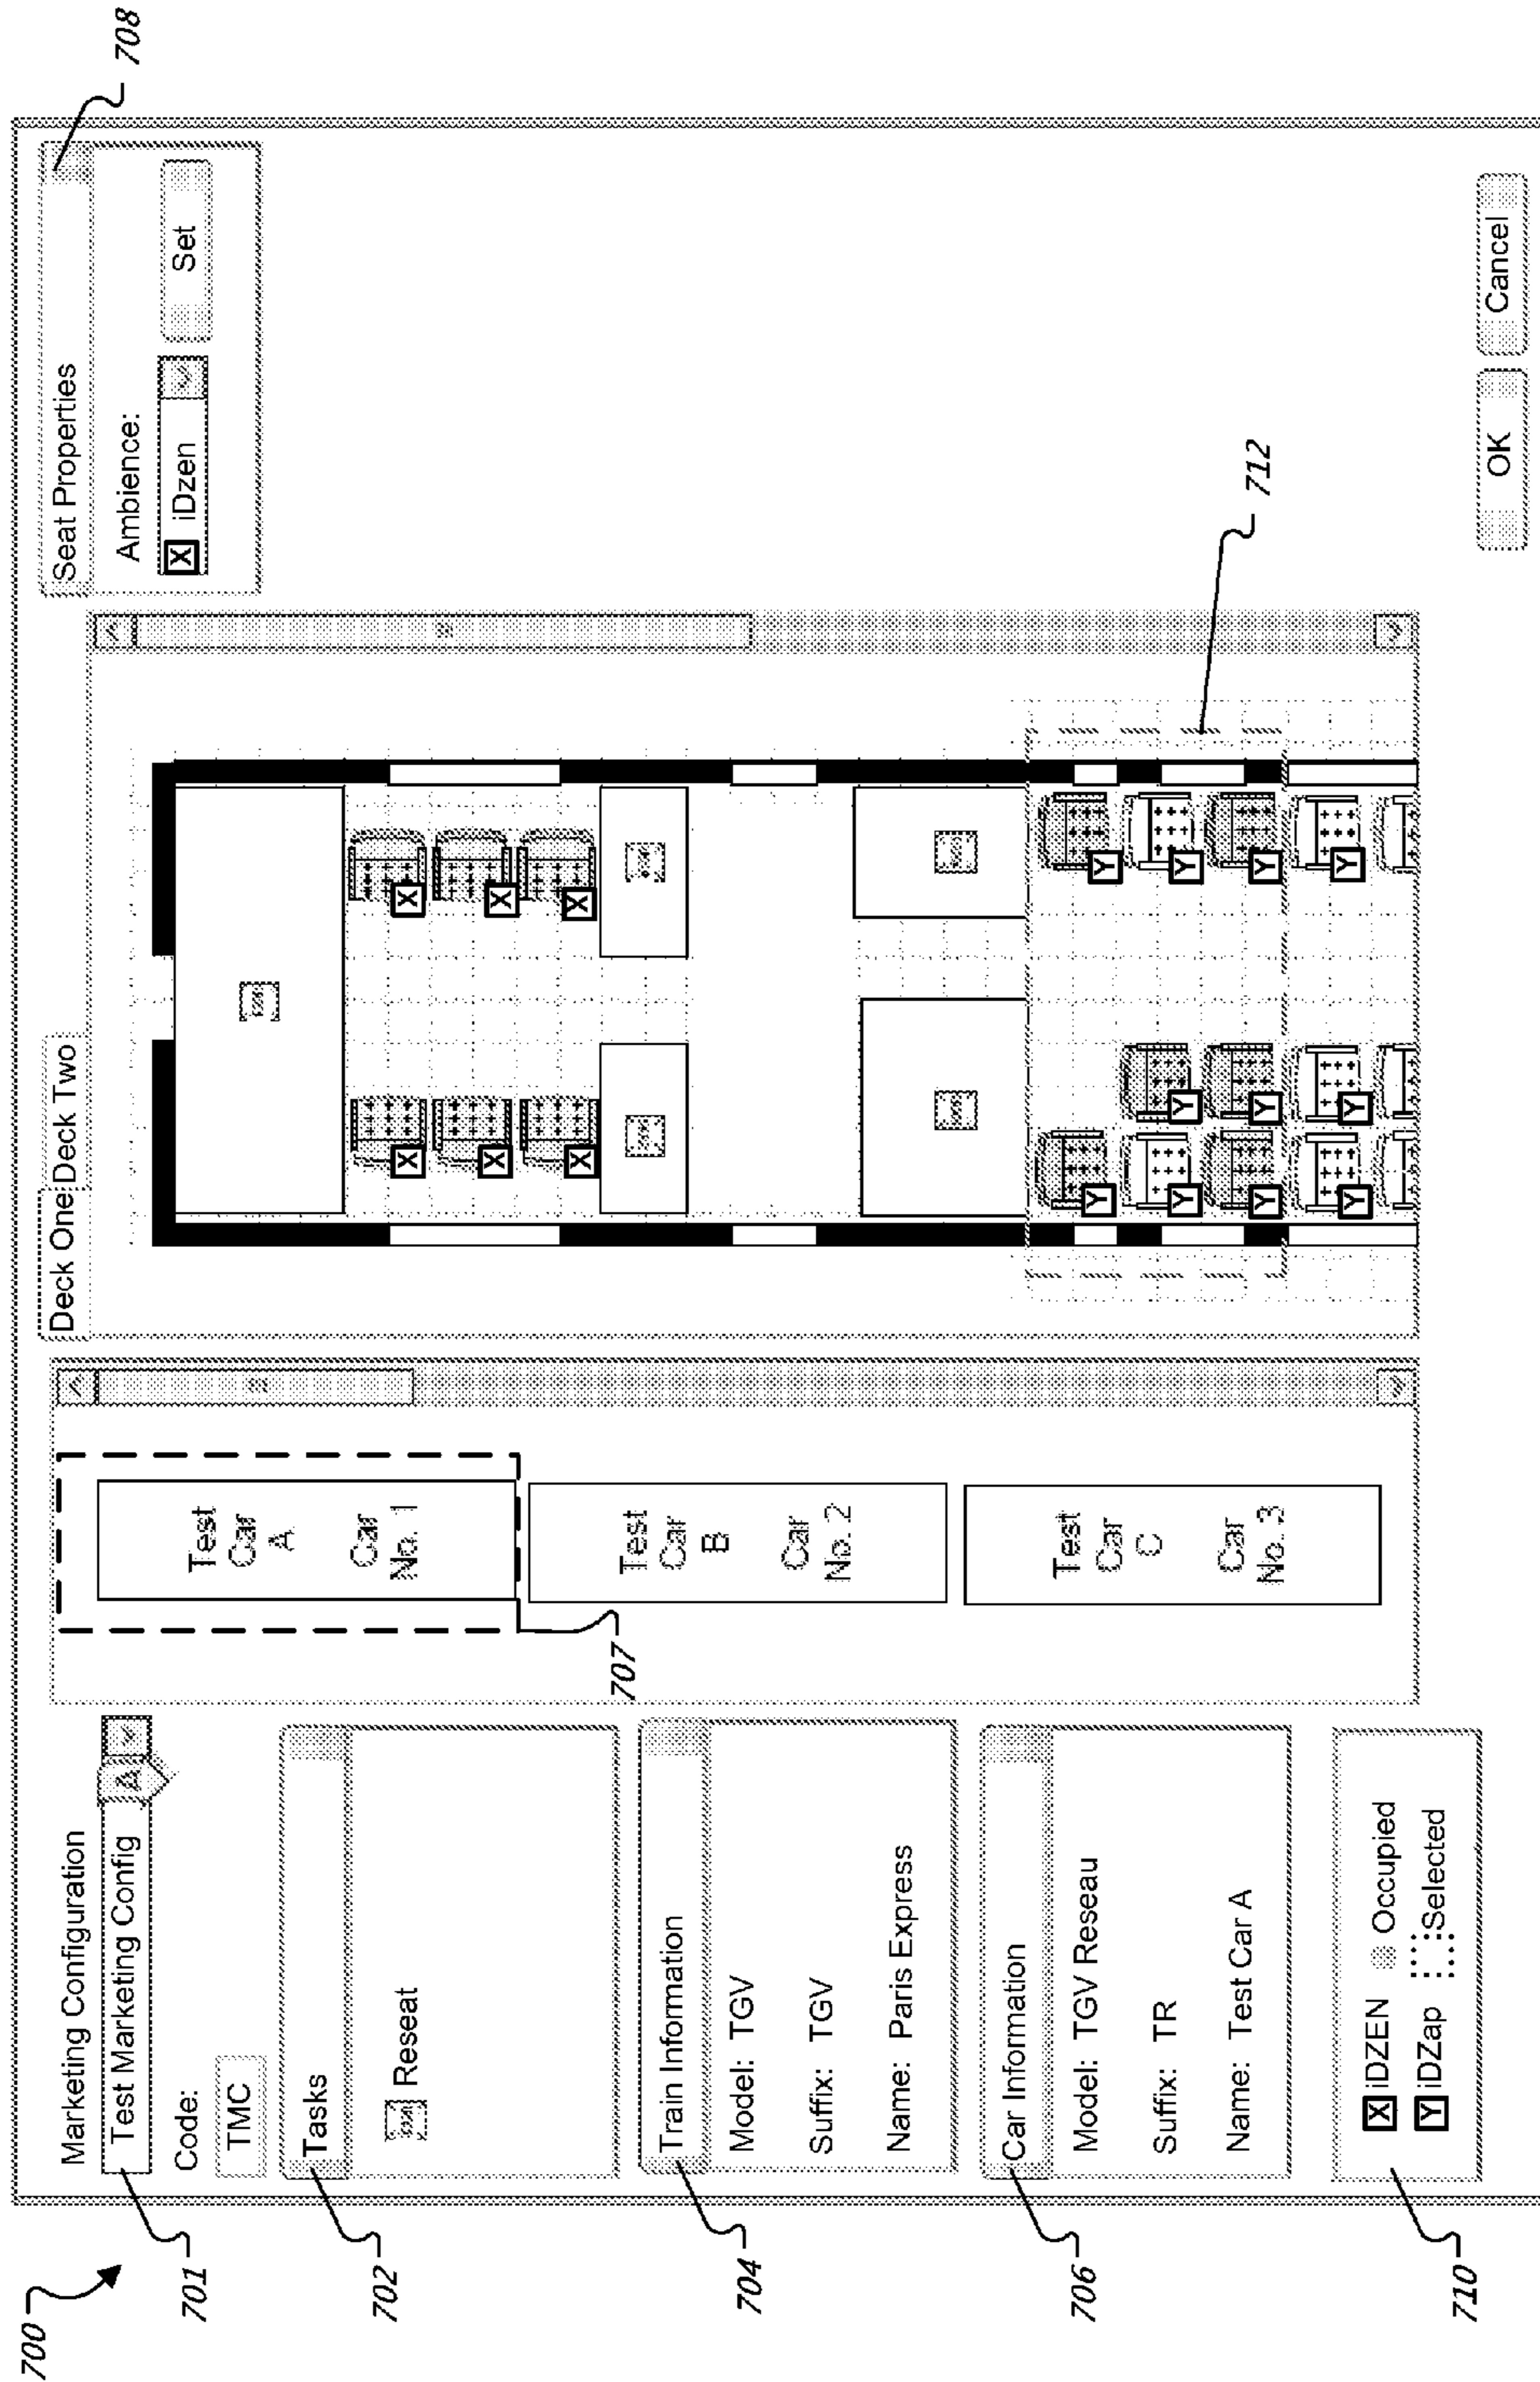 700
701
Marketing Configuration
Test Marketing Config
A
Code:
TMC
702
Tasks
Reseat
704
Train Information
Model: TGV
Suffix: TGV
Name: Paris Express
706
Car Information
Model: TGV Reseau
Suffix: TR
Name: Test Car A
710
X iDZEN Occupied
Y iDZap Selected
Test
Car
A
Car
No. 1
Test
Car
B
Car
No. 2
Test
Car
C
Car
No. 3
707
Deck One Deck Two
X X
X X
X X
Y Y
Y Y Y
Y Y Y
Y Y Y
712
708
Seat Properties
Ambience:
X iDzen Set
OK Cancel